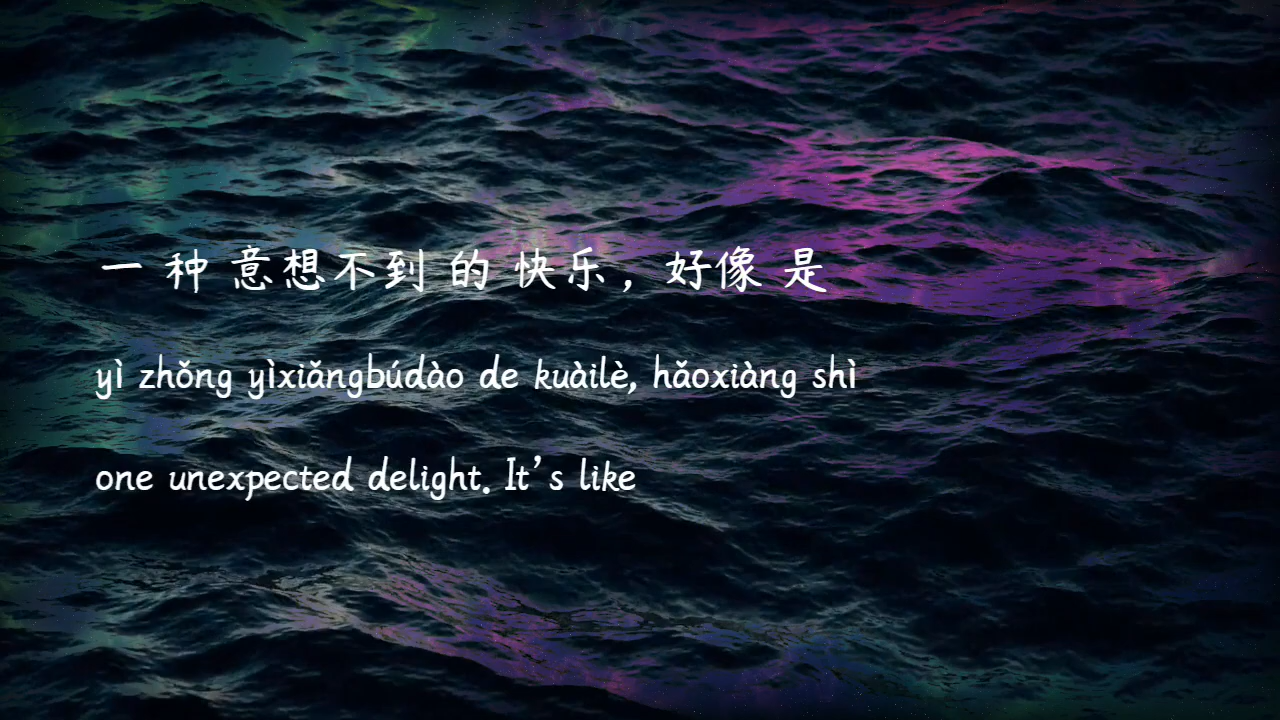 一 种 意想不到 的 快乐，好像 是
yì zhǒng yìxiǎngbúdào de kuàilè, hǎoxiàng shì
one unexpected delight. It’s like